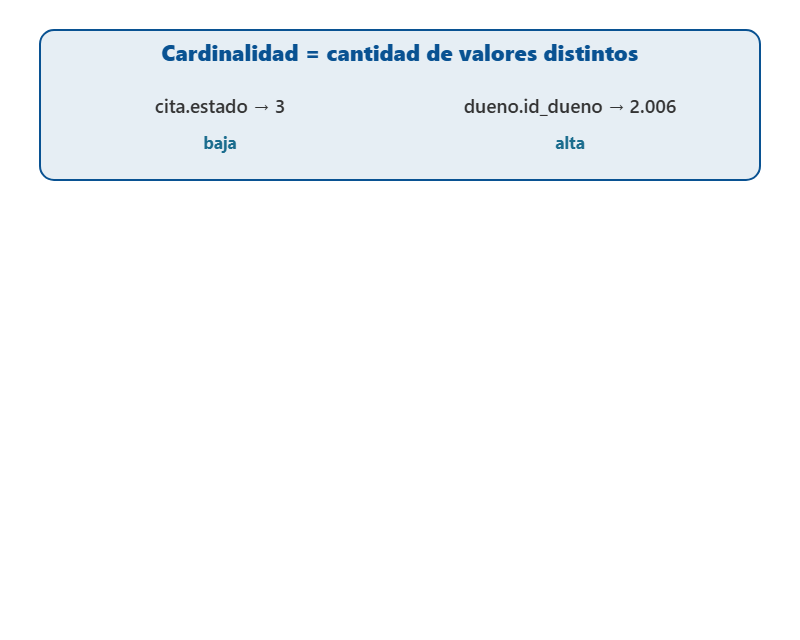 Cardinalidad = cantidad de valores distintos
cita.estado → 3
dueno.id_dueno → 2.006
baja
alta